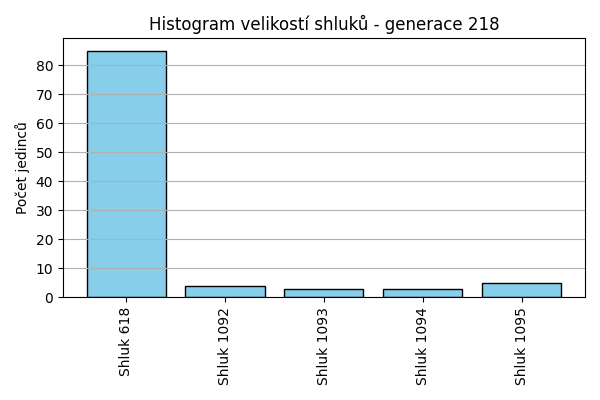 Histogram velikostí shluků - generace 218
Počet jedinců
80
70
60
50
40
30
20
10
0
Shluk 618
Shluk 1092
Shluk 1093
Shluk 1094
Shluk 1095